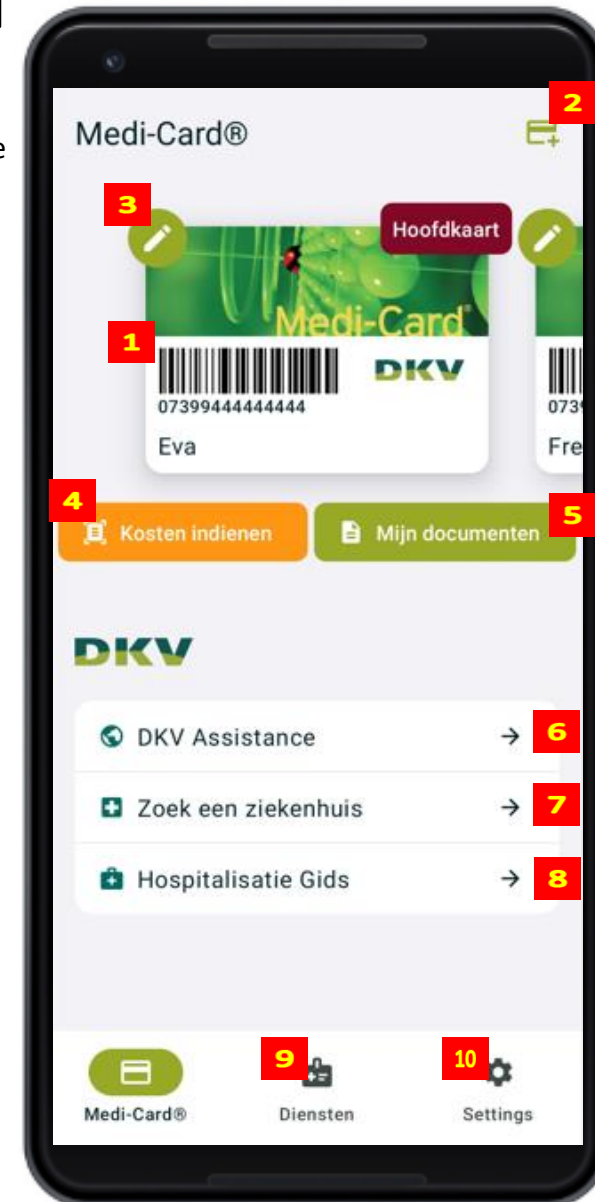 e
2
Medi-Card®
3
Hoofdkaart
Medi-Card®
1
DKV
07399444444444
073
Eva
Fre
4
5
Kosten indienen
Mijn documenten
DKV
DKV Assistance
6
Zoek een ziekenhuis
7
Hospitalisatie Gids
8
9
10
Medi-Card®
Diensten
Settings